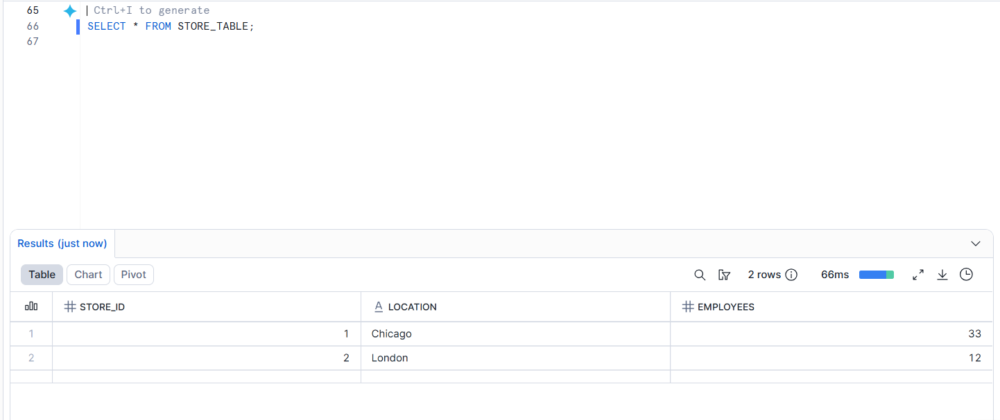 65 Ctrl+I to generate
66 SELECT * FROM STORE_TABLE;
67
Results (just now)
Table Chart Pivot 2 rows 66ms
STORE_ID LOCATION EMPLOYEES
1 1 Chicago 33
2 2 London 12